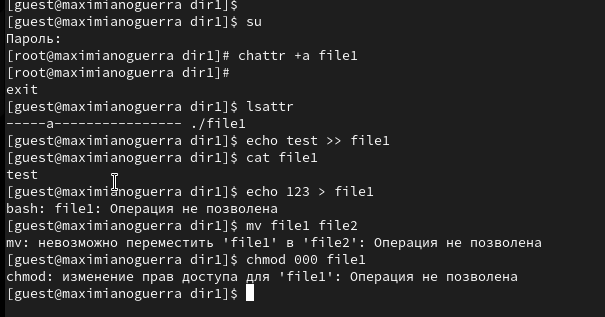 [guest@maximianoguerra dir1]$
[guest@maximianoguerra dir1]$ su
Пароль:
[root@maximianoguerra dir1]# chattr +a file1
[root@maximianoguerra dir1]#
exit
[guest@maximianoguerra dir1]$ lsattr
-----a---------------- ./file1
[guest@maximianoguerra dir1]$ echo test >> file1
[guest@maximianoguerra dir1]$ cat file1
test
[guest@maximianoguerra dir1]$ echo 123 > file1
bash: file1: Операция не позволена
[guest@maximianoguerra dir1]$ mv file1 file2
mv: невозможно переместить 'file1' в 'file2': Операция не позволена
[guest@maximianoguerra dir1]$ chmod 000 file1
chmod: изменение прав доступа для 'file1': Операция не позволена
[guest@maximianoguerra dir1]$